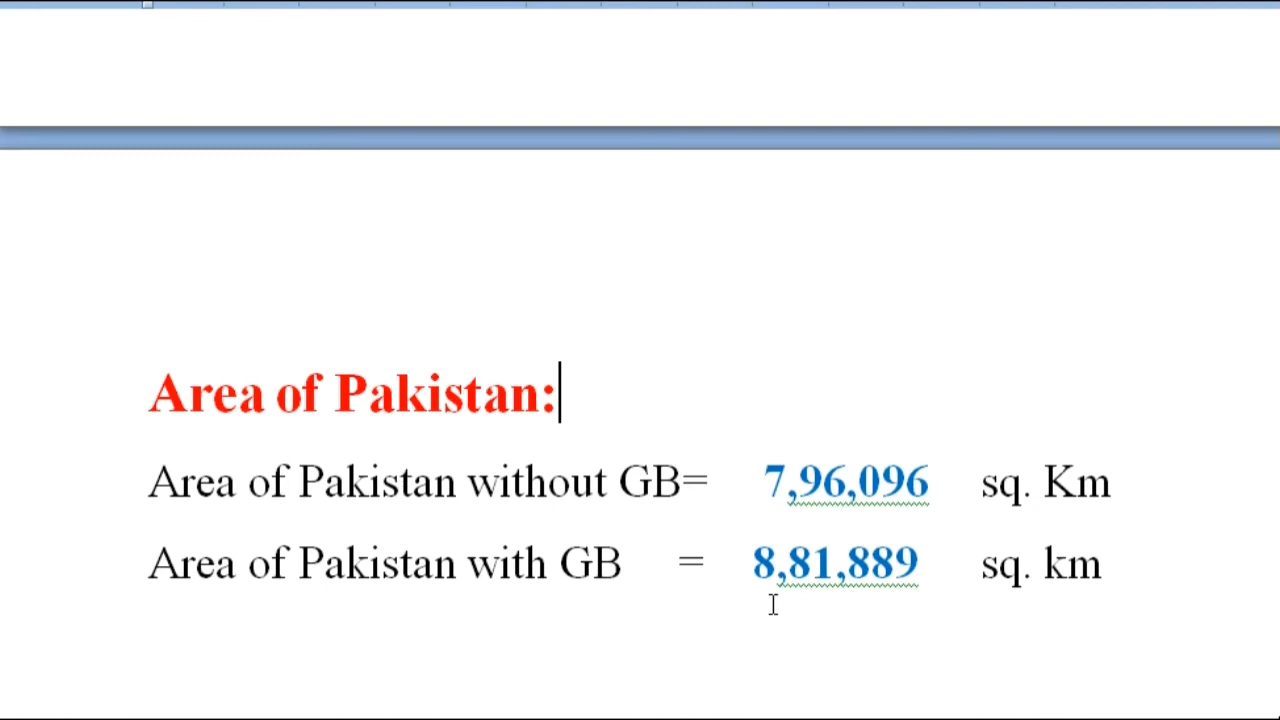 Area of Pakistan:
Area of Pakistan without GB= 7,96,096 sq. Km
Area of Pakistan with GB = 8,81,889 sq. km